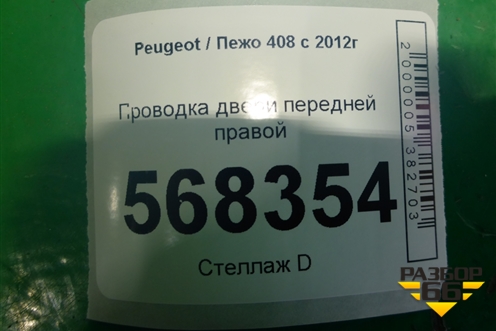 Peugeot / Пежо 408 с 2012г
Проводка двери передней
правой
568354
Стеллаж D
2000005382703
РАЗБОР
66